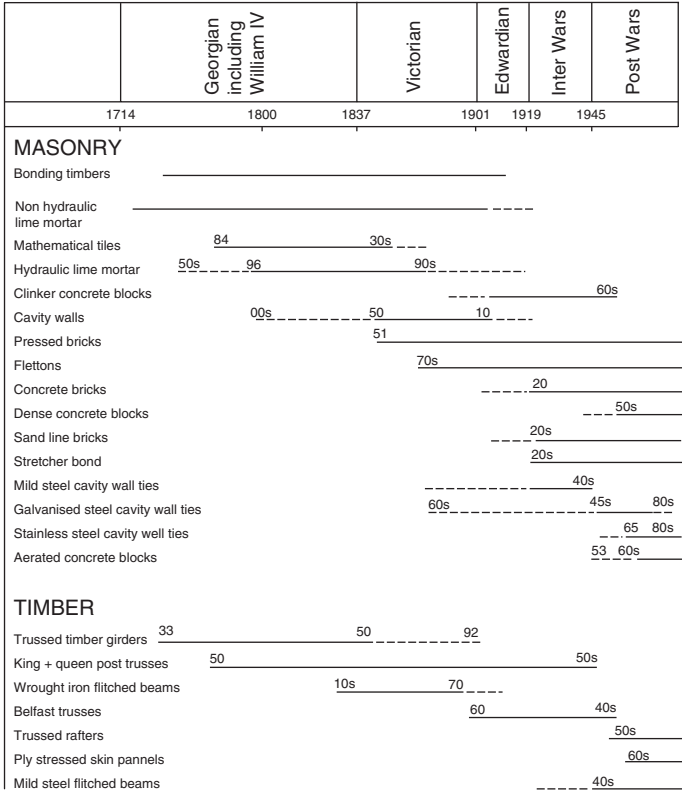 Georgian
including
William IV
Victorian
Edwardian
Inter Wars
Post Wars
1714 1800 1837 1901 1919 1945
MASONRY
Bonding timbers
Non hydraulic
lime mortar
Mathematical tiles 84 30s
Hydraulic lime mortar 50s 96 90s
Clinker concrete blocks 60s
Cavity walls 00s 50 10
Pressed bricks 51
Flettons 70s
Concrete bricks 20
Dense concrete blocks 50s
Sand line bricks 20s
Stretcher bond 20s
Mild steel cavity wall ties 40s
Galvanised steel cavity wall ties 60s 45s 80s
Stainless steel cavity well ties 65 80s
Aerated concrete blocks 53 60s
TIMBER
Trussed timber girders 33 50 92
King + queen post trusses 50 50s
Wrought iron flitched beams 10s 70
Belfast trusses 60 40s
Trussed rafters 50s
Ply stressed skin pannels 60s
Mild steel flitched beams 40s